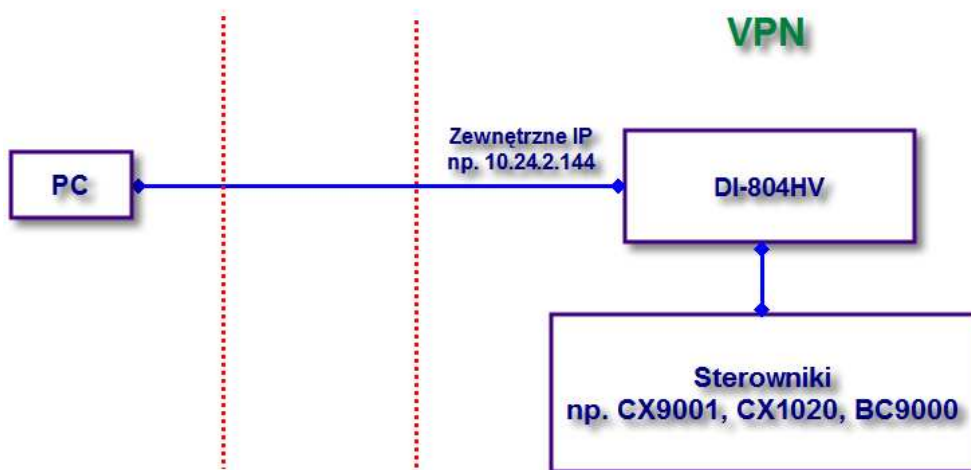 VPN
Zewnętrzne IP
np. 10.24.2.144
PC
DI-804HV
Sterowniki
np. CX9001, CX1020, BC9000